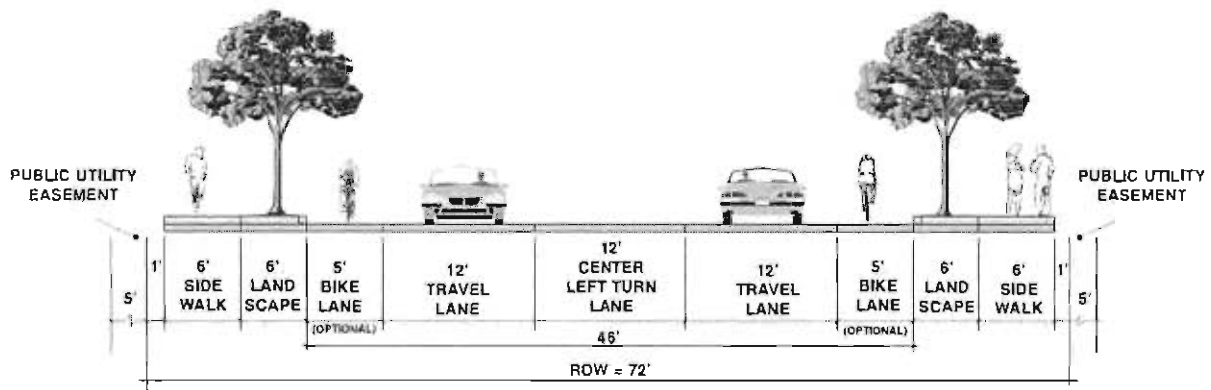 PUBLIC UTILITY
EASEMENT
PUBLIC UTILITY
EASEMENT
5'
1'
6'
SIDE
WALK
6'
LAND
SCAPE
5'
BIKE
LANE
(OPTIONAL)
12'
TRAVEL
LANE
12'
CENTER
LEFT TURN
LANE
12'
TRAVEL
LANE
5'
BIKE
LANE
(OPTIONAL)
6'
LAND
SCAPE
6'
SIDE
WALK
1'
5'
46'
ROW = 72'